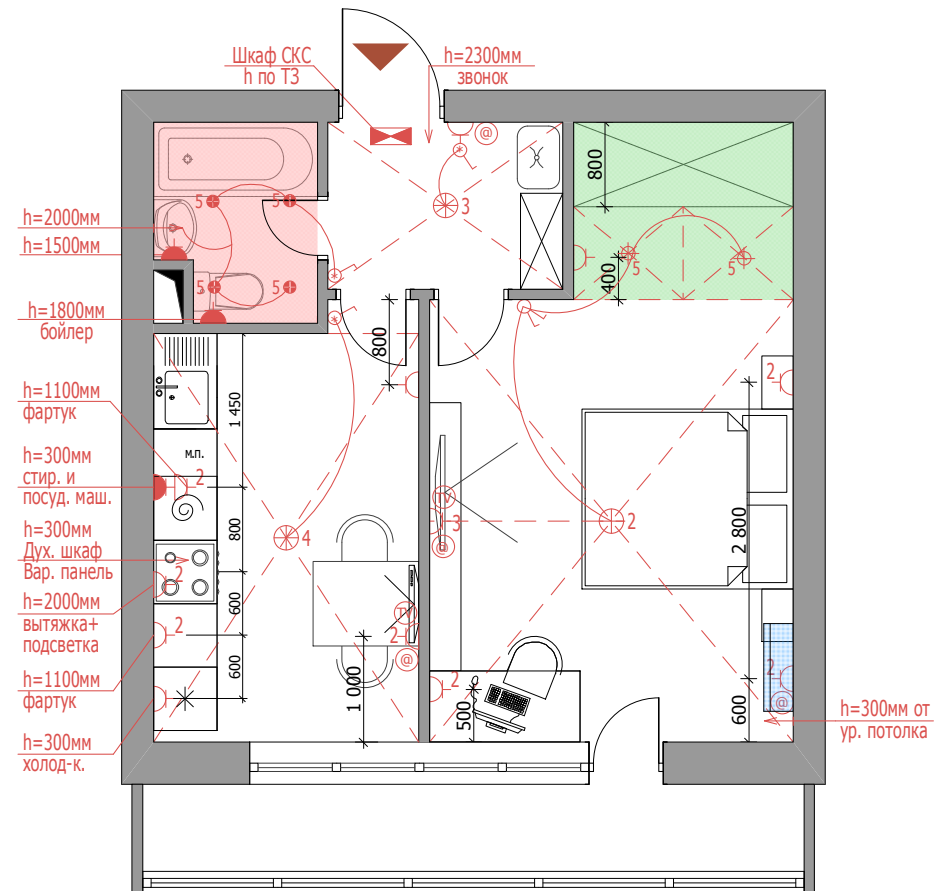 Шкаф СКС
h по ТЗ
h=2300мм
звонок
@
800
5
5
3
h=2000мм
h=1500мм
400
5
5
5
5
h=1800мм
бойлер
800
2
h=1100мм
фартук
1 450
м.п.
h=300мм
стир. и
посуд. маш.
2
TV
3
@
2
2 800
800
4
h=300мм
Дух. шкаф
Вар. панель
2
h=2000мм
вытяжка+
подсветка
600
TV
2
@
2
h=1100мм
фартук
600
1 000
2
500
2
@
600
h=300мм от
ур. потолка
h=300мм
холод-к.